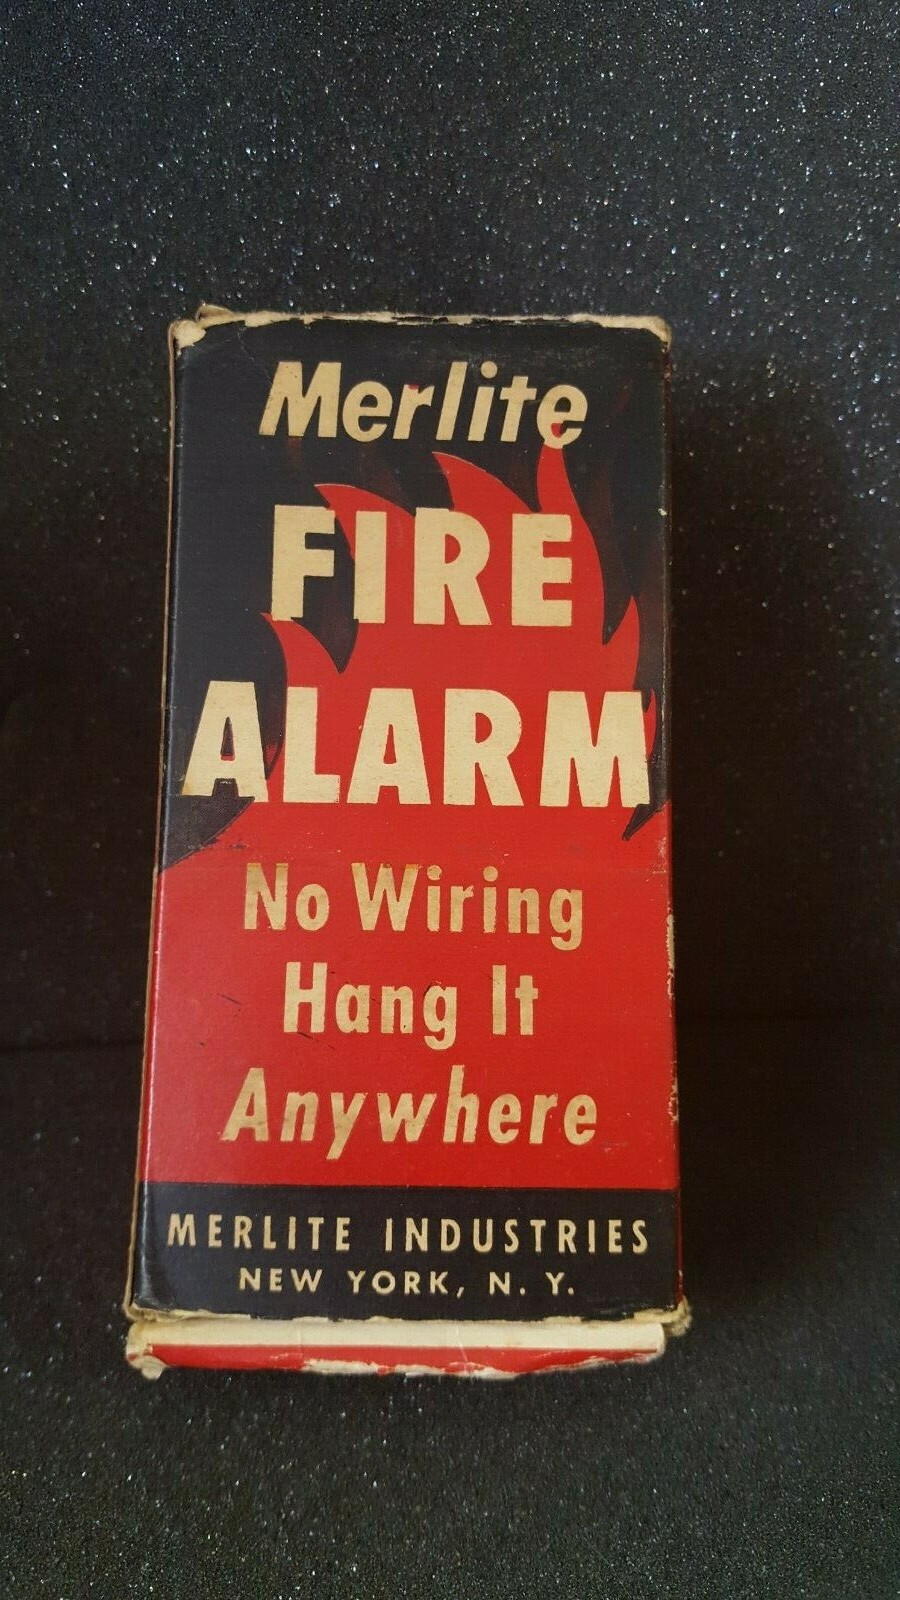 Merlite
FIRE
ALARM
No Wiring
Hang It
Anywhere
MERLITE INDUSTRIES
NEW YORK, N. Y.